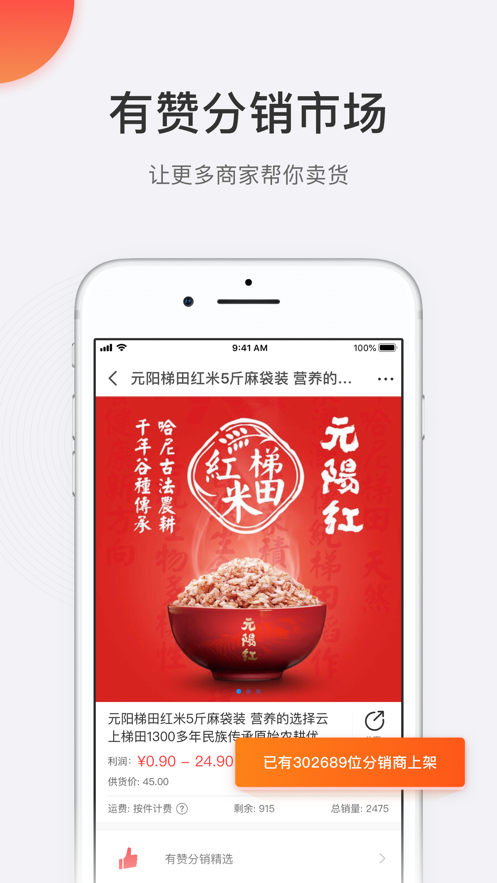 有赞分销市场
让更多商家帮你卖货
9:41 AM
100%
元阳梯田红米5斤麻袋装 营养的...
哈尼古法農耕
千年谷種傳承
梯田
紅米
元陽红
元陽红
元阳梯田红米5斤麻袋装 营养的选择云
上梯田1300多年民族传承原始农耕优
利润: ¥0.90 - 24.90
已有302689位分销商上架
供货价: 45.00
运费: 按件计费 ?
剩余: 915
总销量: 2475
有赞分销精选